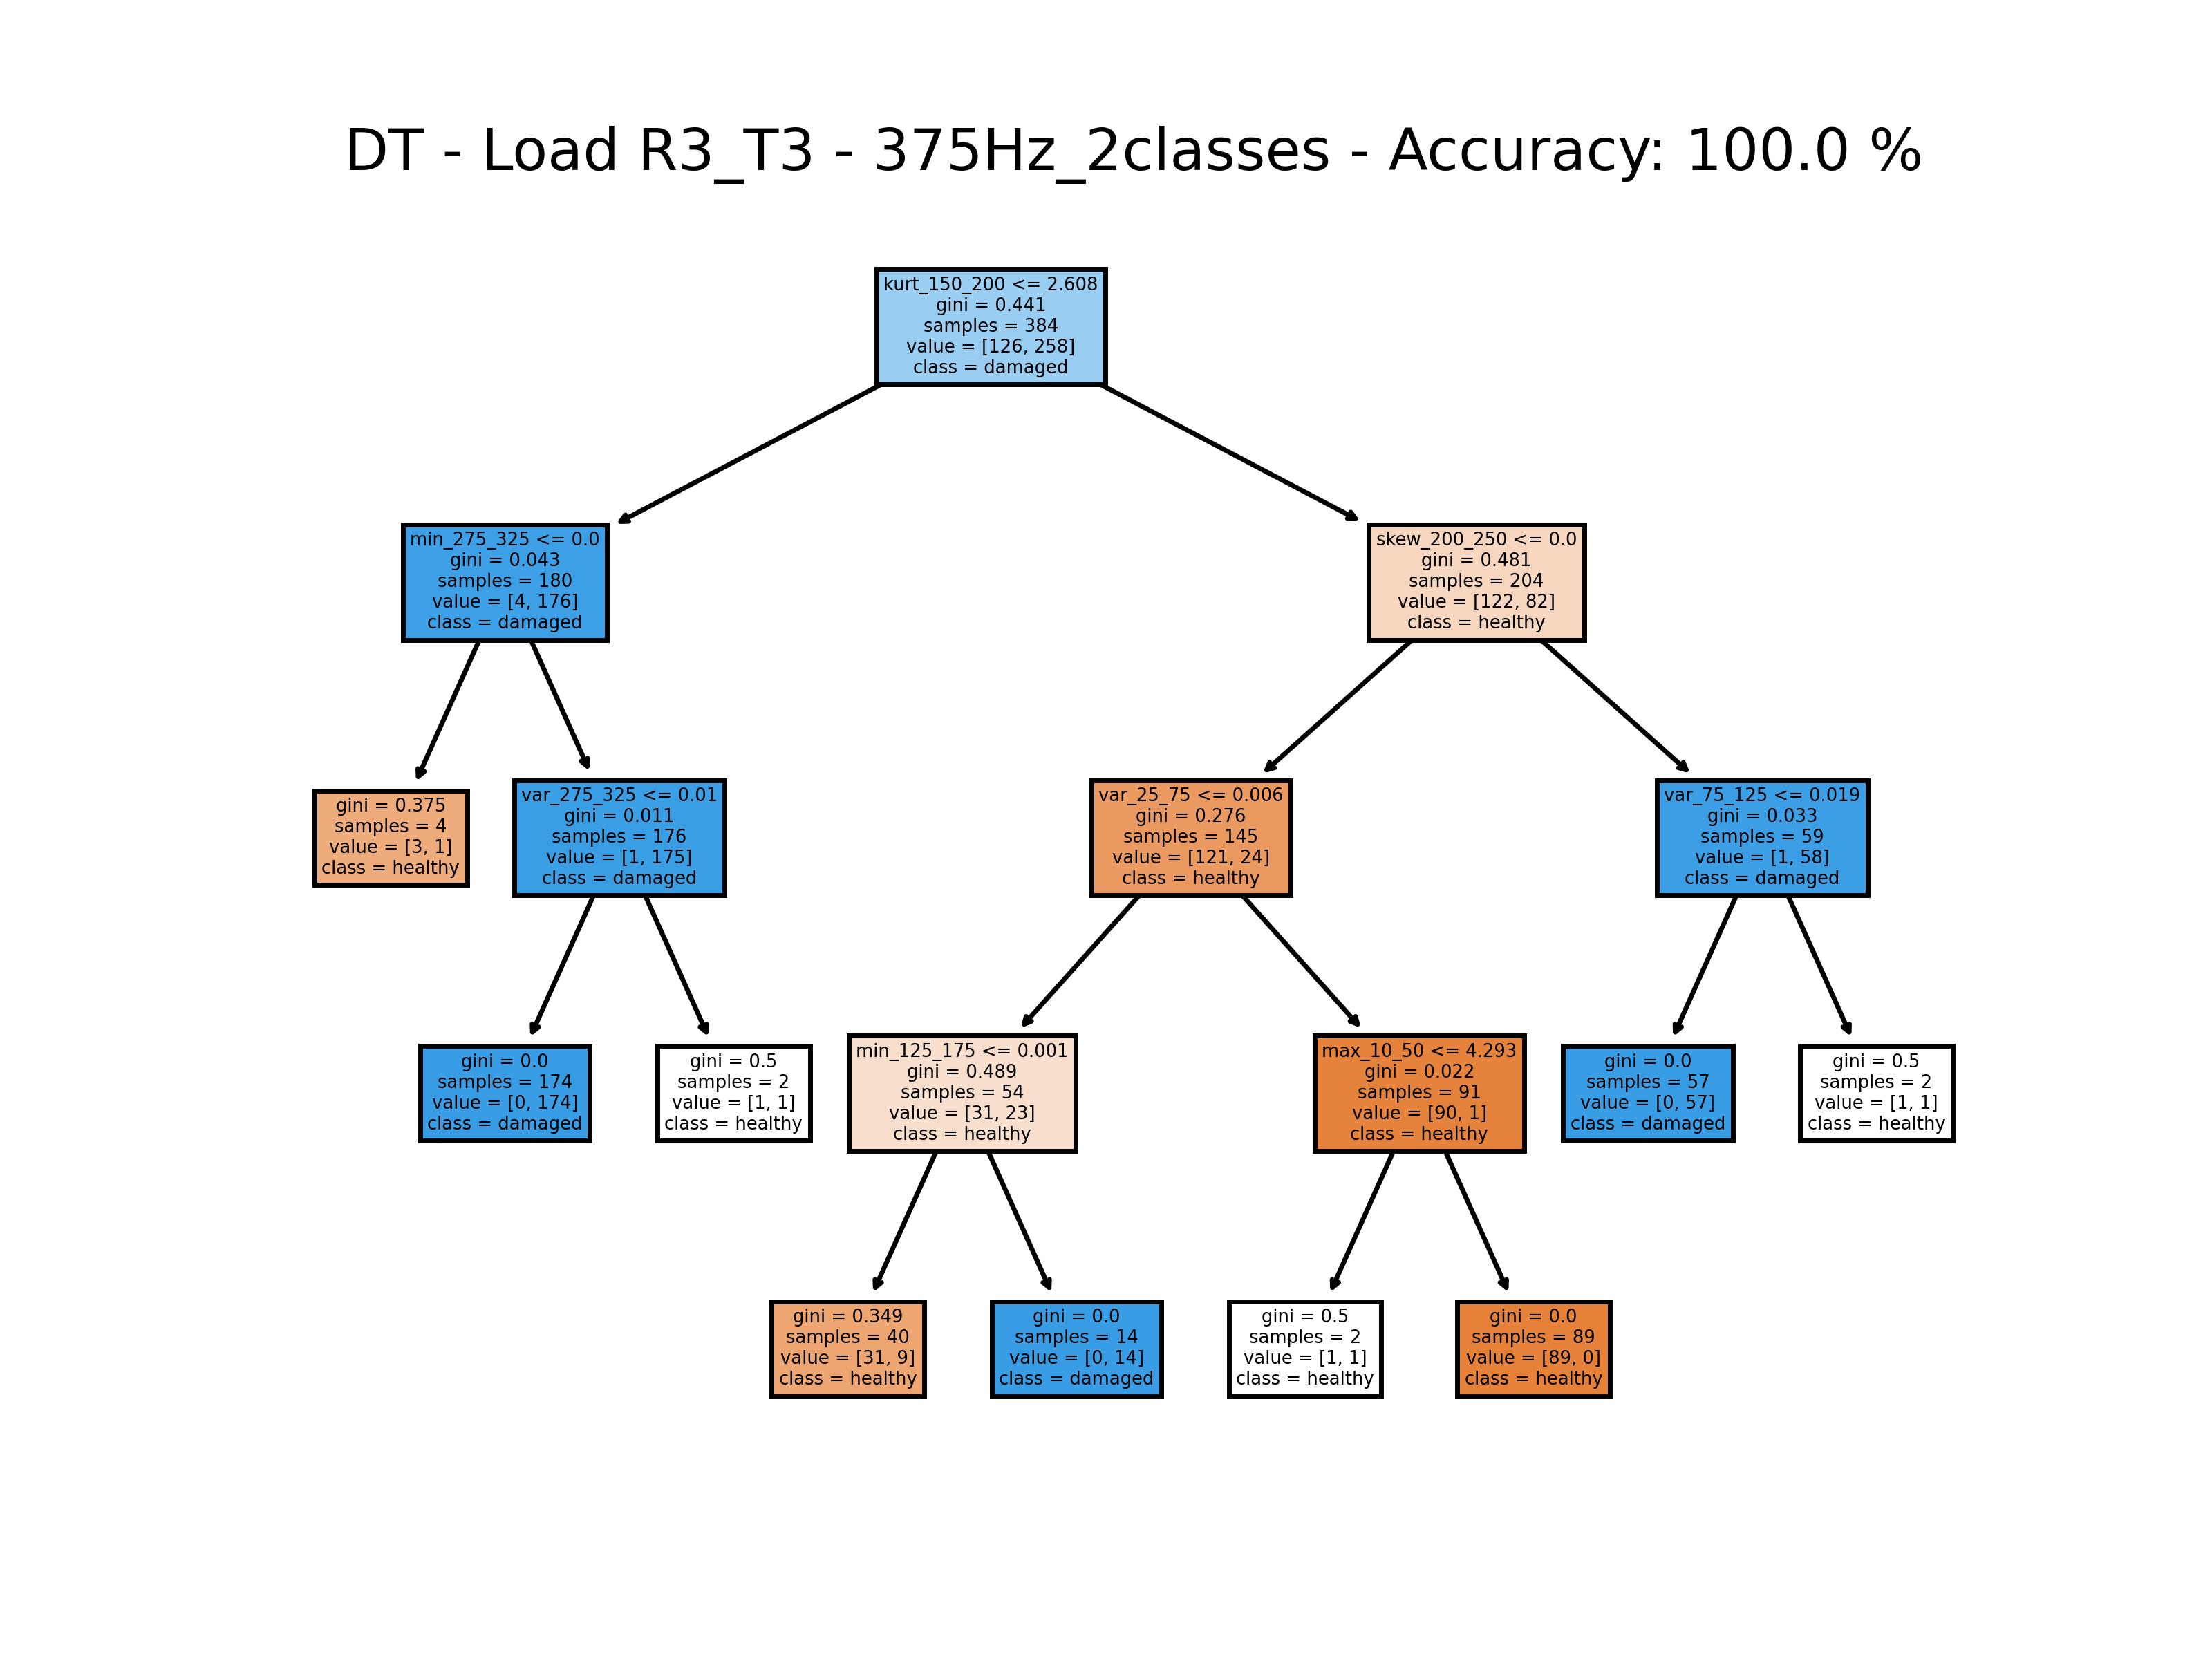 DT - Load R3_T3 - 375Hz_2classes - Accuracy: 100.0 %
kurt_150_200 <= 2.608
gini = 0.441
samples = 384
value = [126, 258]
class = damaged
min_275_325 <= 0.0
gini = 0.043
samples = 180
value = [4, 176]
class = damaged
skew_200_250 <= 0.0
gini = 0.481
samples = 204
value = [122, 82]
class = healthy
gini = 0.375
samples = 4
value = [3, 1]
class = healthy
var_275_325 <= 0.01
gini = 0.011
samples = 176
value = [1, 175]
class = damaged
var_25_75 <= 0.006
gini = 0.276
samples = 145
value = [121, 24]
class = healthy
var_75_125 <= 0.019
gini = 0.033
samples = 59
value = [1, 58]
class = damaged
gini = 0.0
samples = 174
value = [0, 174]
class = damaged
gini = 0.5
samples = 2
value = [1, 1]
class = healthy
min_125_175 <= 0.001
gini = 0.489
samples = 54
value = [31, 23]
class = healthy
max_10_50 <= 4.293
gini = 0.022
samples = 91
value = [90, 1]
class = healthy
gini = 0.0
samples = 57
value = [0, 57]
class = damaged
gini = 0.5
samples = 2
value = [1, 1]
class = healthy
gini = 0.349
samples = 40
value = [31, 9]
class = healthy
gini = 0.0
samples = 14
value = [0, 14]
class = damaged
gini = 0.5
samples = 2
value = [1, 1]
class = healthy
gini = 0.0
samples = 89
value = [89, 0]
class = healthy